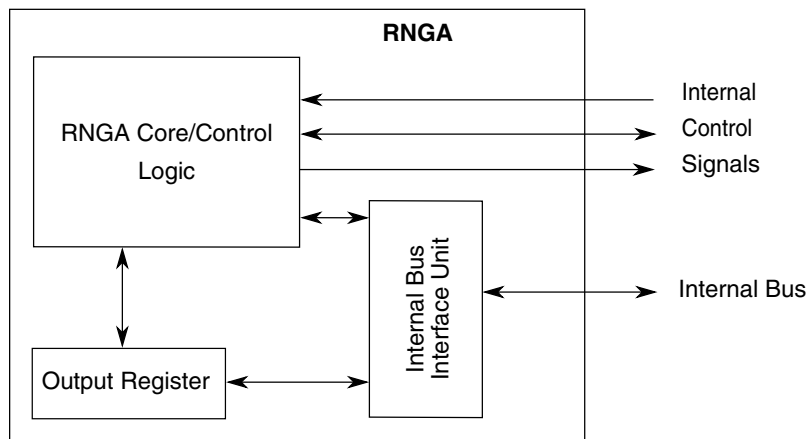 RNGA
RNGA Core/Control
Logic
Internal
Control
Signals
Internal Bus
Interface Unit
Internal Bus
Output Register